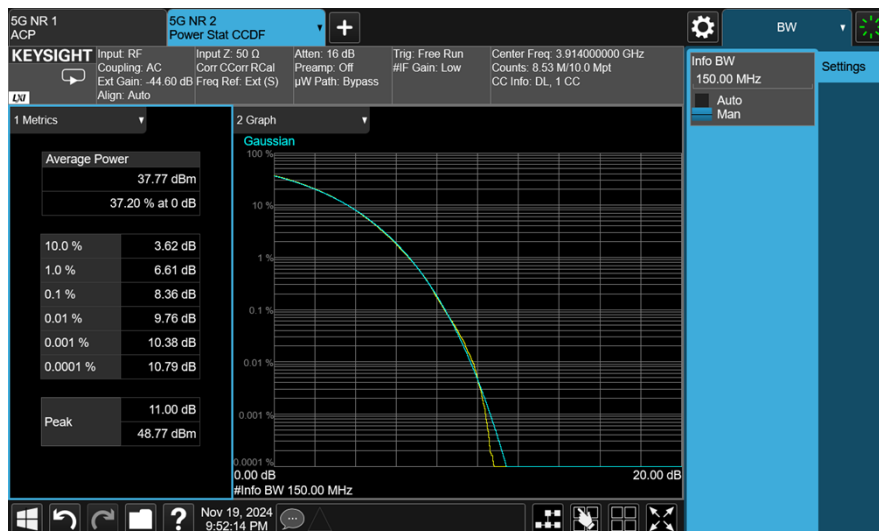 5G NR 1
ACP
5G NR 2
Power Stat CCDF
BW
KEYSIGHT
LXI
Input: RF
Coupling: AC
Ext Gain: -44.60 dB
Align: Auto
Input Z: 50 Ω
Corr CCorr RCal
Freq Ref: Ext (S)
Atten: 16 dB
Preamp: Off
µW Path: Bypass
Trig: Free Run
#IF Gain: Low
Center Freq: 3.914000000 GHz
Counts: 8.53 M/10.0 Mpt
CC Info: DL, 1 CC
Info BW
150.00 MHz
Auto
Man
Settings
1 Metrics
Average Power
37.77 dBm
37.20 % at 0 dB
10.0 % 3.62 dB
1.0 % 6.61 dB
0.1 % 8.36 dB
0.01 % 9.76 dB
0.001 % 10.38 dB
0.0001 % 10.79 dB
Peak
11.00 dB
48.77 dBm
2 Graph
Gaussian
100 %
10 %
1 %
0.1 %
0.01 %
0.001 %
0.0001 %
0.00 dB 20.00 dB
#Info BW 150.00 MHz
?
Nov 19, 2024
9:52:14 PM